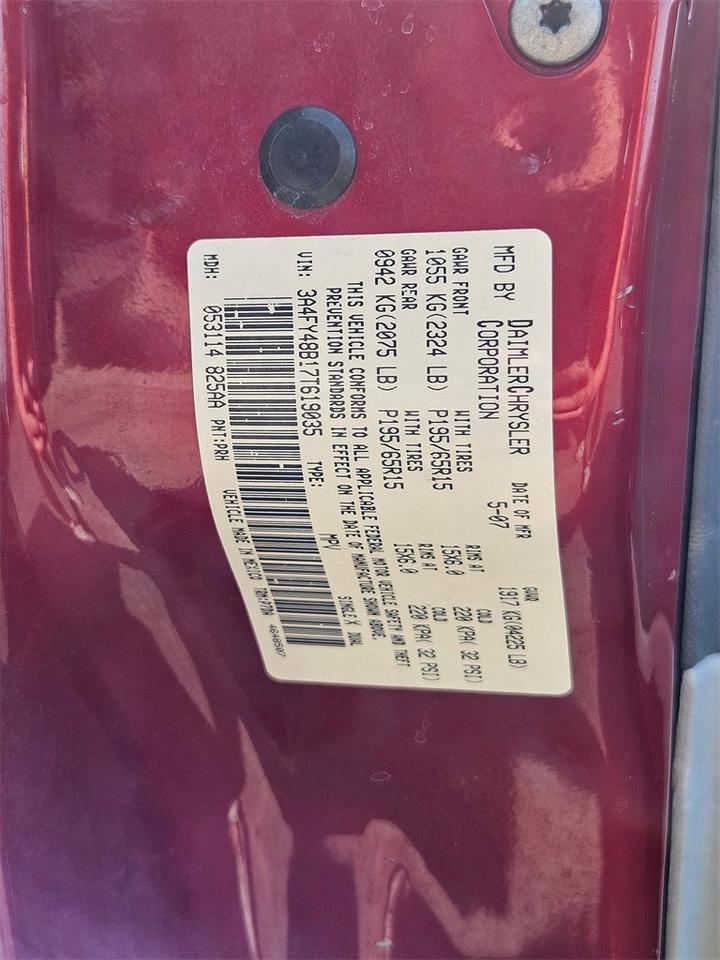 MFD BY DAIMLERCHRYSLER CORPORATION
DATE OF MFR 5-07
GVWR 1917 KG(04225 LB)
GAWR FRONT WITH TIRES RIMS AT COLD
1055 KG(2324 LB) P195/65R15 15X6.0 220 KPA( 32 PSI)
GAWR REAR WITH TIRES RIMS AT COLD
0942 KG(2075 LB) P195/65R15 15X6.0 220 KPA( 32 PSI)
THIS VEHICLE CONFORMS TO ALL APPLICABLE FEDERAL MOTOR VEHICLE SAFETY AND THEFT
PREVENTION STANDARDS IN EFFECT ON THE DATE OF MANUFACTURE SHOWN ABOVE.
VIN: 3A4FY48B17T619035 TYPE: MPV SINGLE X DUAL
MDH: 053114 825AA PNT:PRH VEHICLE MADE IN MEXICO 4648507